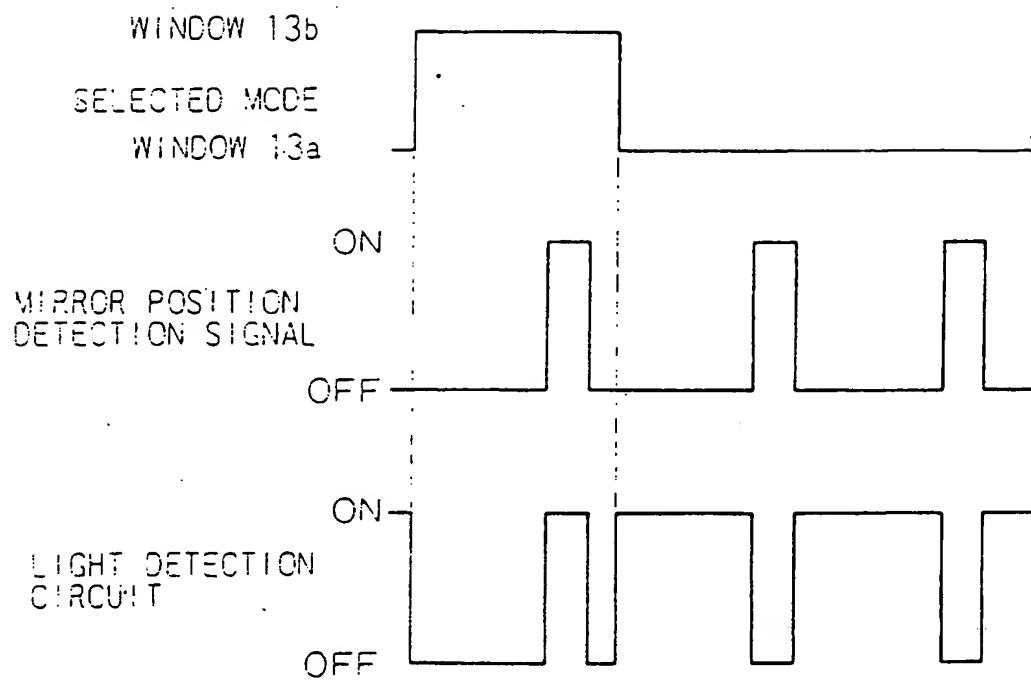 WINDOW 13b
SELECTED MODE
WINDOW 13a
ON
MIRROR POSITION
DETECTION SIGNAL
OFF
ON
LIGHT DETECTION
CIRCUIT
OFF